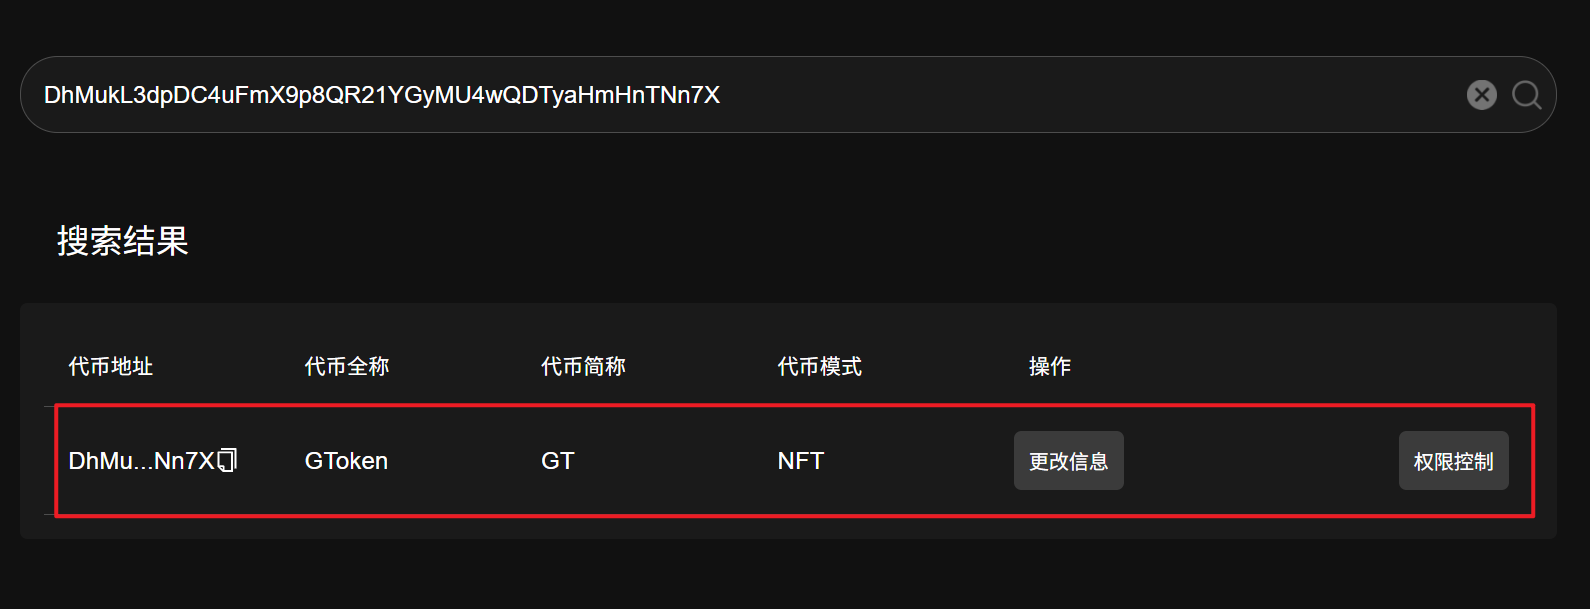 DhMukL3dpDC4uFmX9p8QR21YGyMU4wQDTyaHmHnTNn7X
搜索结果
代币地址 代币全称 代币简称 代币模式 操作
DhMu...Nn7X GToken GT NFT 更改信息 权限控制